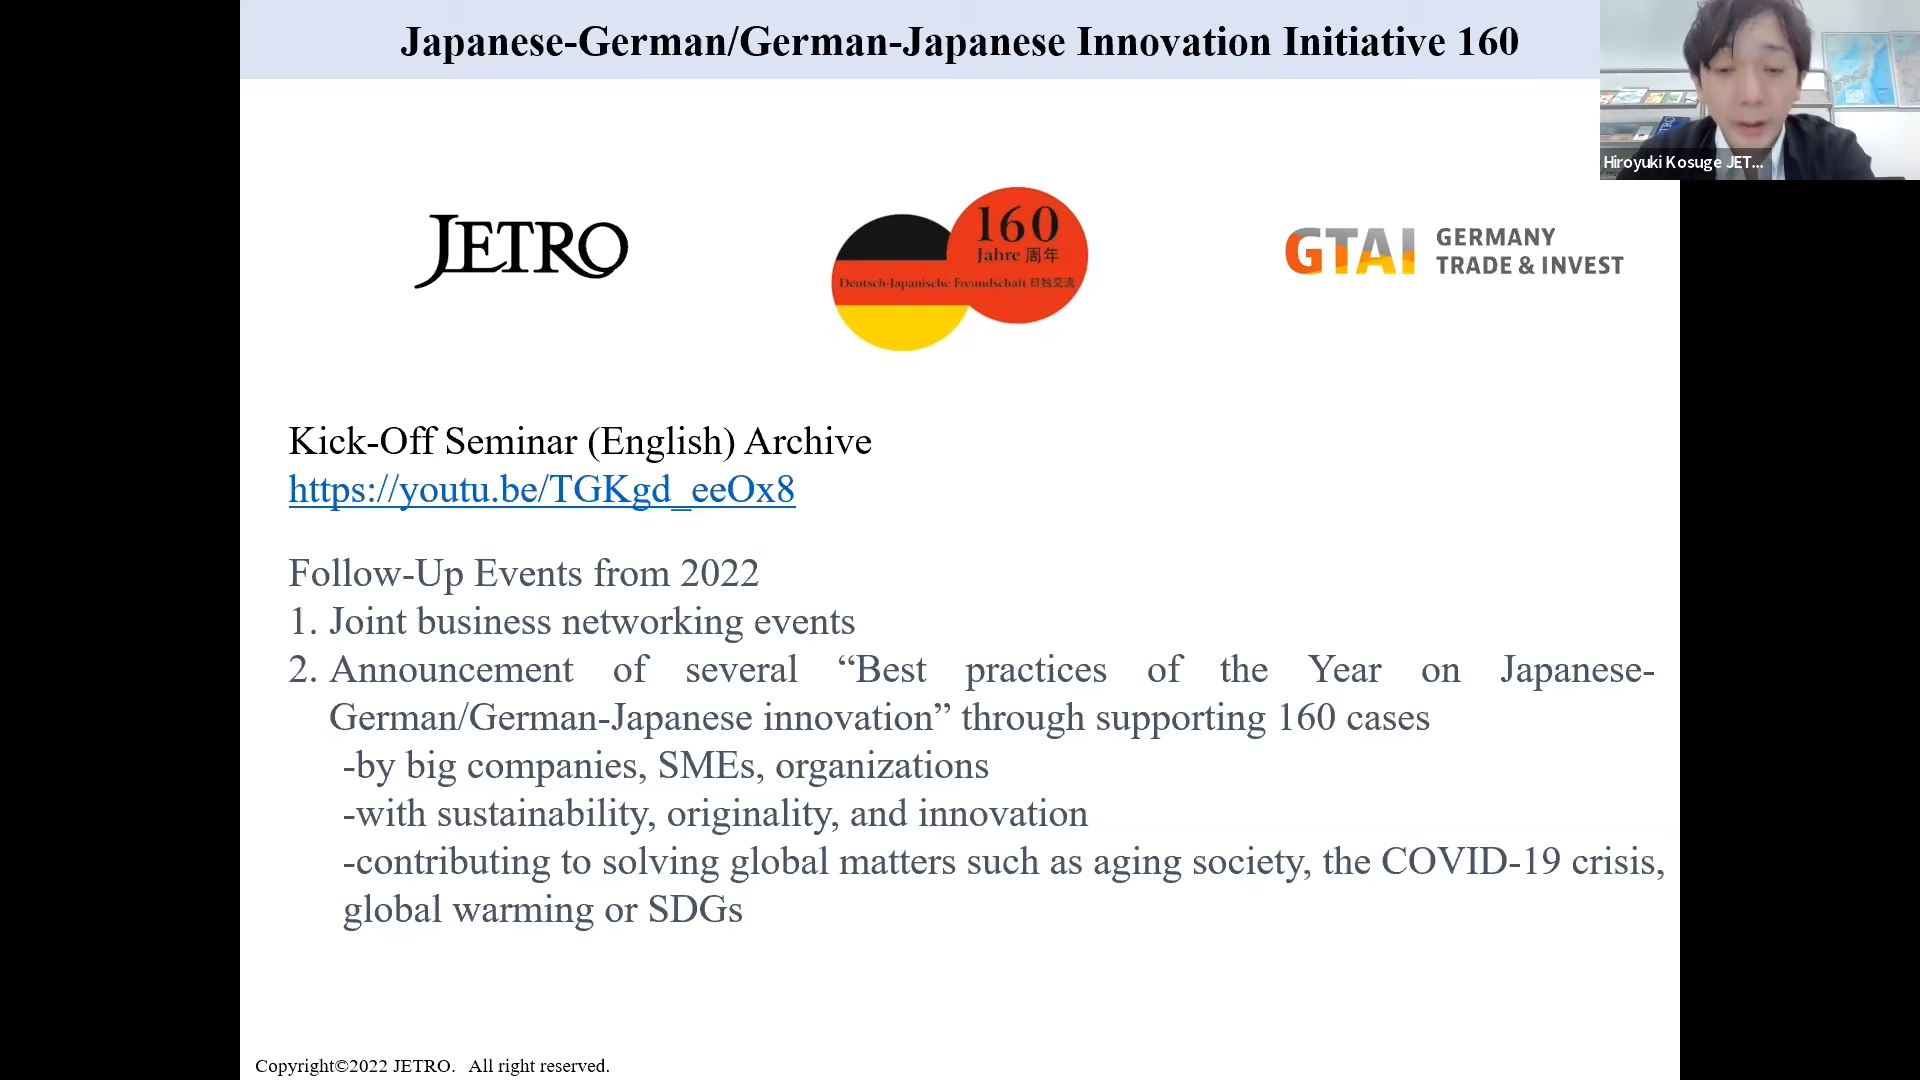 Japanese-German/German-Japanese Innovation Initiative 160
Hiroyuki Kosuge JET...
JETRO
160
Jahre 周年
Deutsch-Japanische Freundschaft 日独交流
GTAI GERMANY
TRADE & INVEST
Kick-Off Seminar (English) Archive
https://youtu.be/TGKgd_eeOx8
Follow-Up Events from 2022
1. Joint business networking events
2. Announcement of several “Best practices of the Year on Japanese-
German/German-Japanese innovation” through supporting 160 cases
-by big companies, SMEs, organizations
-with sustainability, originality, and innovation
-contributing to solving global matters such as aging society, the COVID-19 crisis,
global warming or SDGs
Copyright©2022 JETRO. All right reserved.